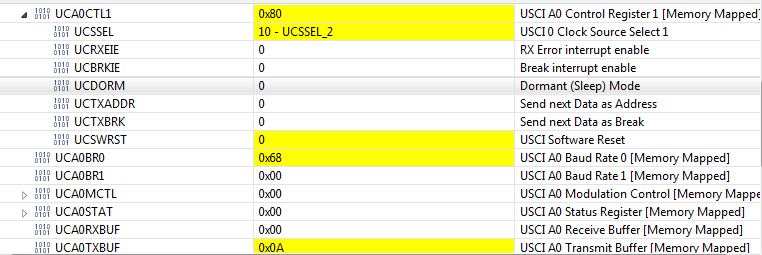 UCA0CTL1 0x80 USCI A0 Control Register 1 [Memory Mapped]
UCSSEL 10 - UCSSEL_2 USCI 0 Clock Source Select 1
UCRXEIE 0 RX Error interrupt enable
UCBRKIE 0 Break interrupt enable
UCDORM 0 Dormant (Sleep) Mode
UCTXADDR 0 Send next Data as Address
UCTXBRK 0 Send next Data as Break
UCSWRST 0 USCI Software Reset
UCA0BR0 0x68 USCI A0 Baud Rate 0 [Memory Mapped]
UCA0BR1 0x00 USCI A0 Baud Rate 1 [Memory Mapped]
UCA0MCTL 0x00 USCI A0 Modulation Control [Memory Mapped]
UCA0STAT 0x00 USCI A0 Status Register [Memory Mapped]
UCA0RXBUF 0x00 USCI A0 Receive Buffer [Memory Mapped]
UCA0TXBUF 0x0A USCI A0 Transmit Buffer [Memory Mapped]